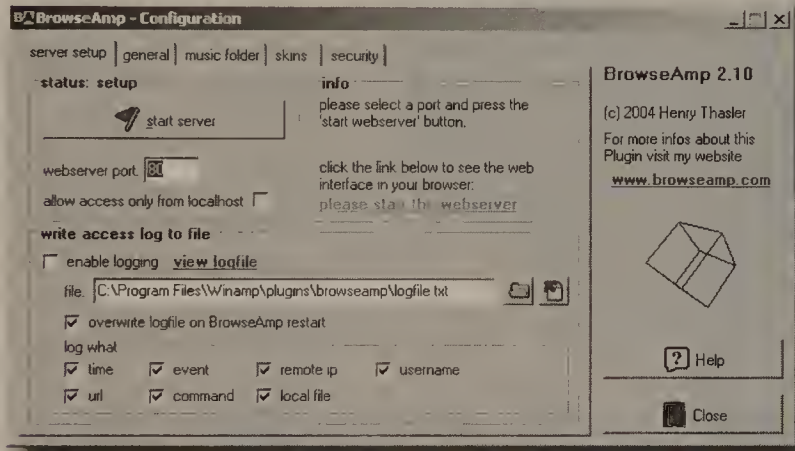 BrowseAmp - Configuration
server setup
general
music folder
skins
security
status: setup
start server
webserver port.
80
allow access only from localhost
info
please select a port and press the
'start webserver' button.
click the link below to see the web
interface in your browser:
please start the webserver
write access log to file
enable logging view logfile
file. C:\Program Files\Winamp\plugins\browseamp\logfile txt
overwrite logfile on BrowseAmp restart
log what
time event remote ip username
url command local file
BrowseAmp 2.10
(c) 2004 Henry Thasler
For more infos about this
Plugin visit my website
www.browseamp.com
? Help
Close